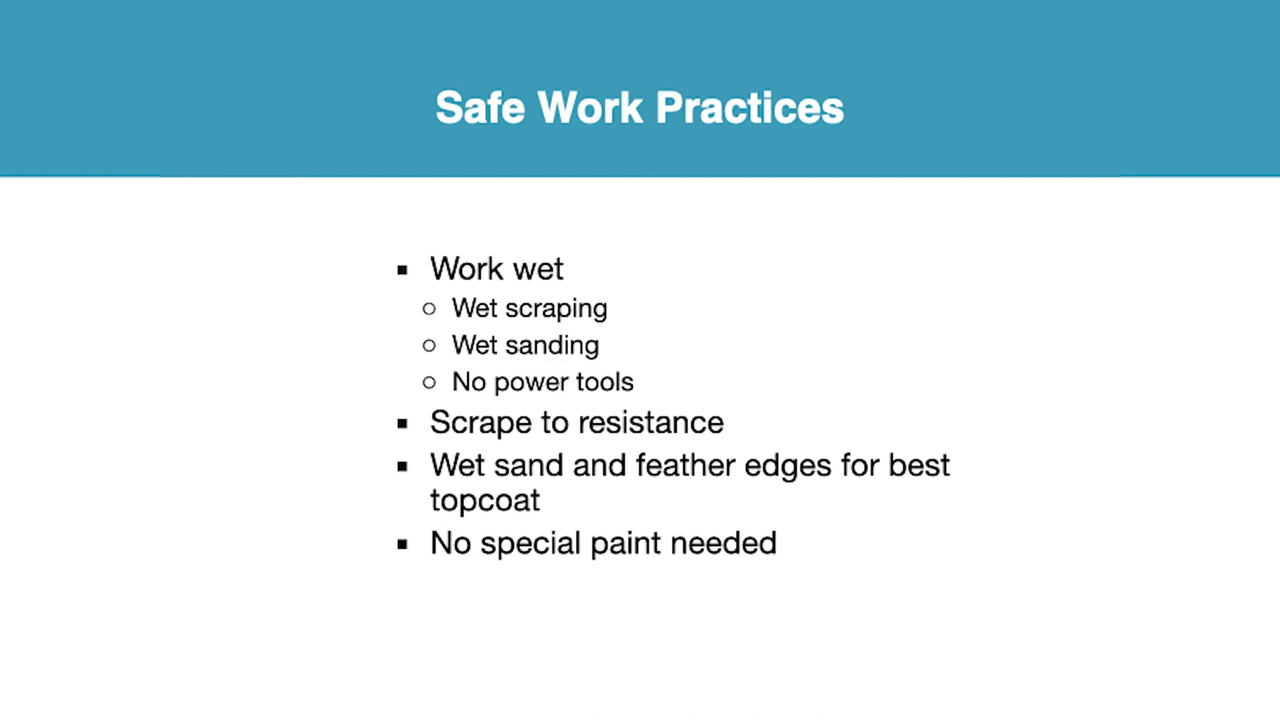 Safe Work Practices
▪ Work wet
○ Wet scraping
○ Wet sanding
○ No power tools
▪ Scrape to resistance
▪ Wet sand and feather edges for best
topcoat
▪ No special paint needed